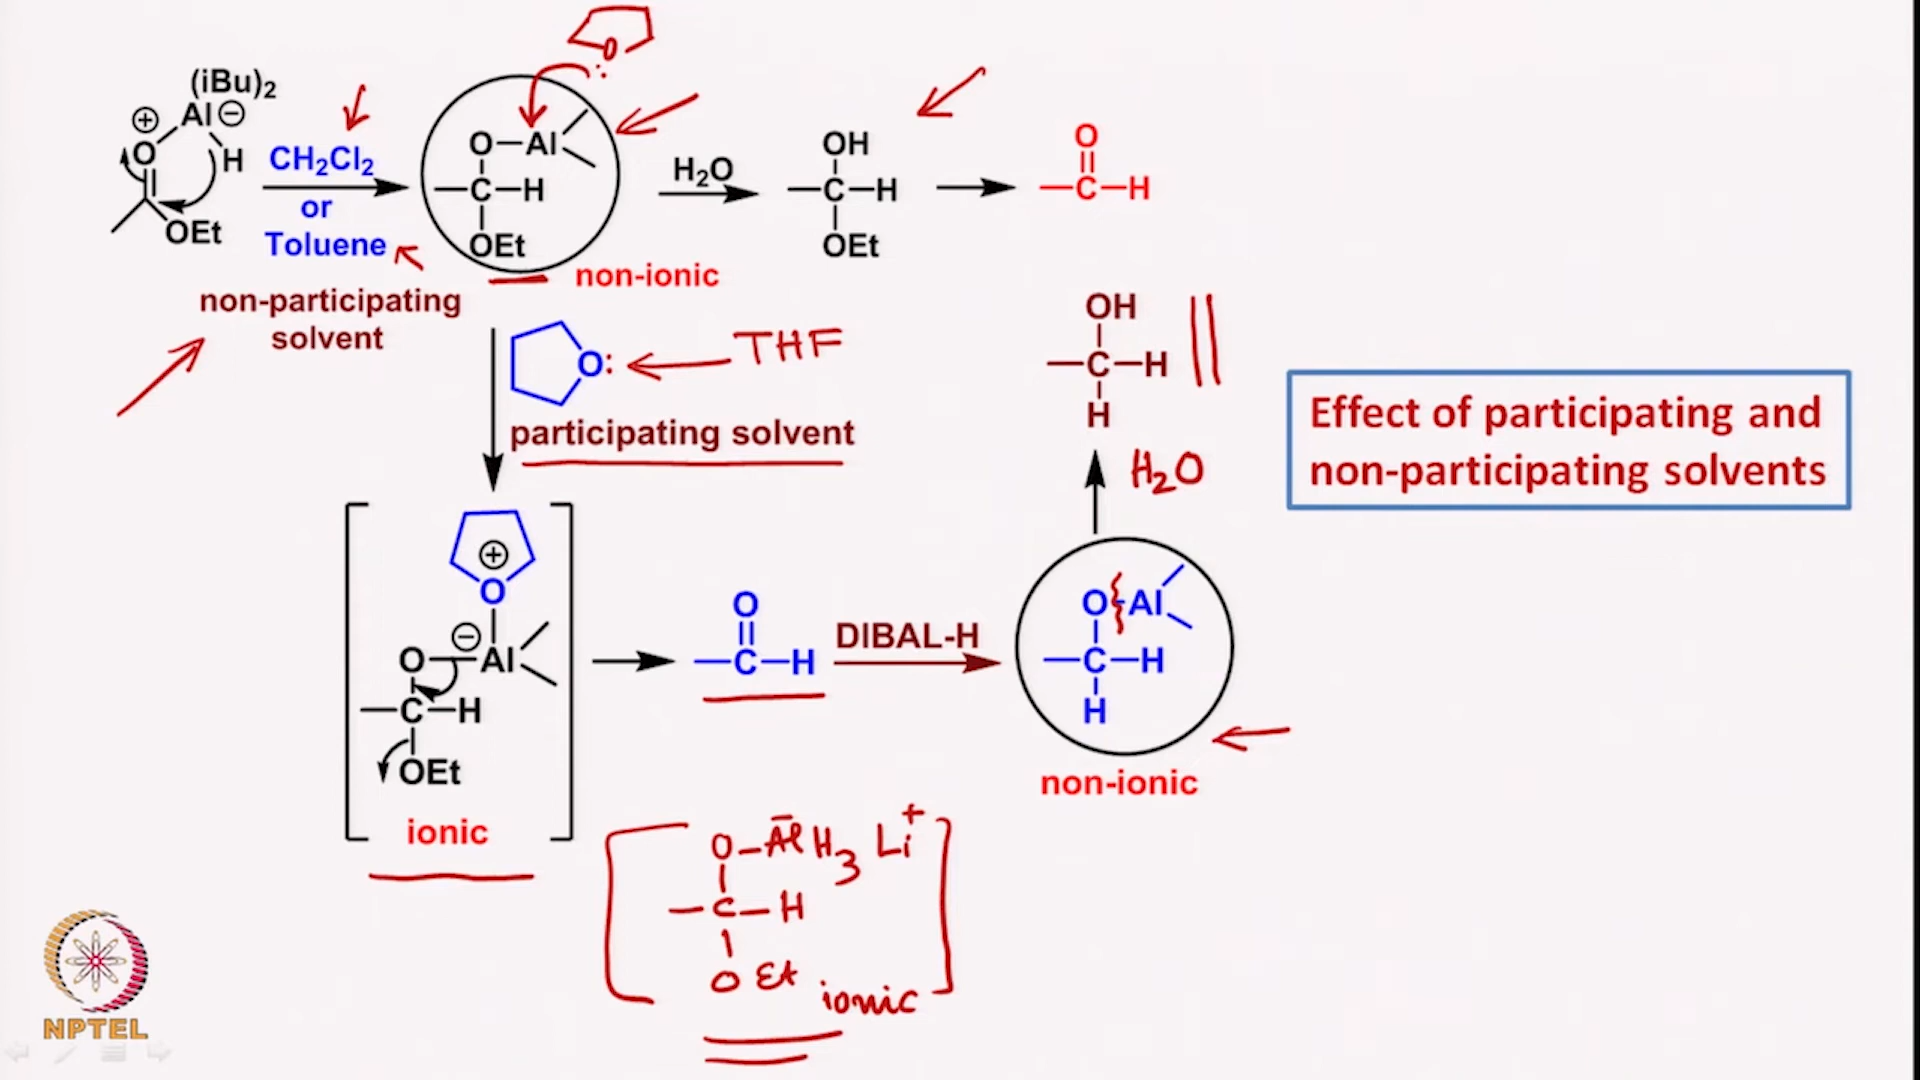 (iBu)2
⊕ Al ⊖
O H
OEt
CH2Cl2
or
Toluene
non-participating
solvent
O
O–Al
–C–H
OEt
non-ionic
H2O
OH
–C–H
OEt
O
–C–H
O:
THF
participating solvent
OH
–C–H
H
H2O
Effect of participating and
non-participating solvents
⊕
O
⊖
O–Al
–C–H
OEt
ionic
O
–C–H
DIBAL-H
O–Al
–C–H
H
non-ionic
O–AlH3 Li+
–C–H
OEt
ionic
NPTEL